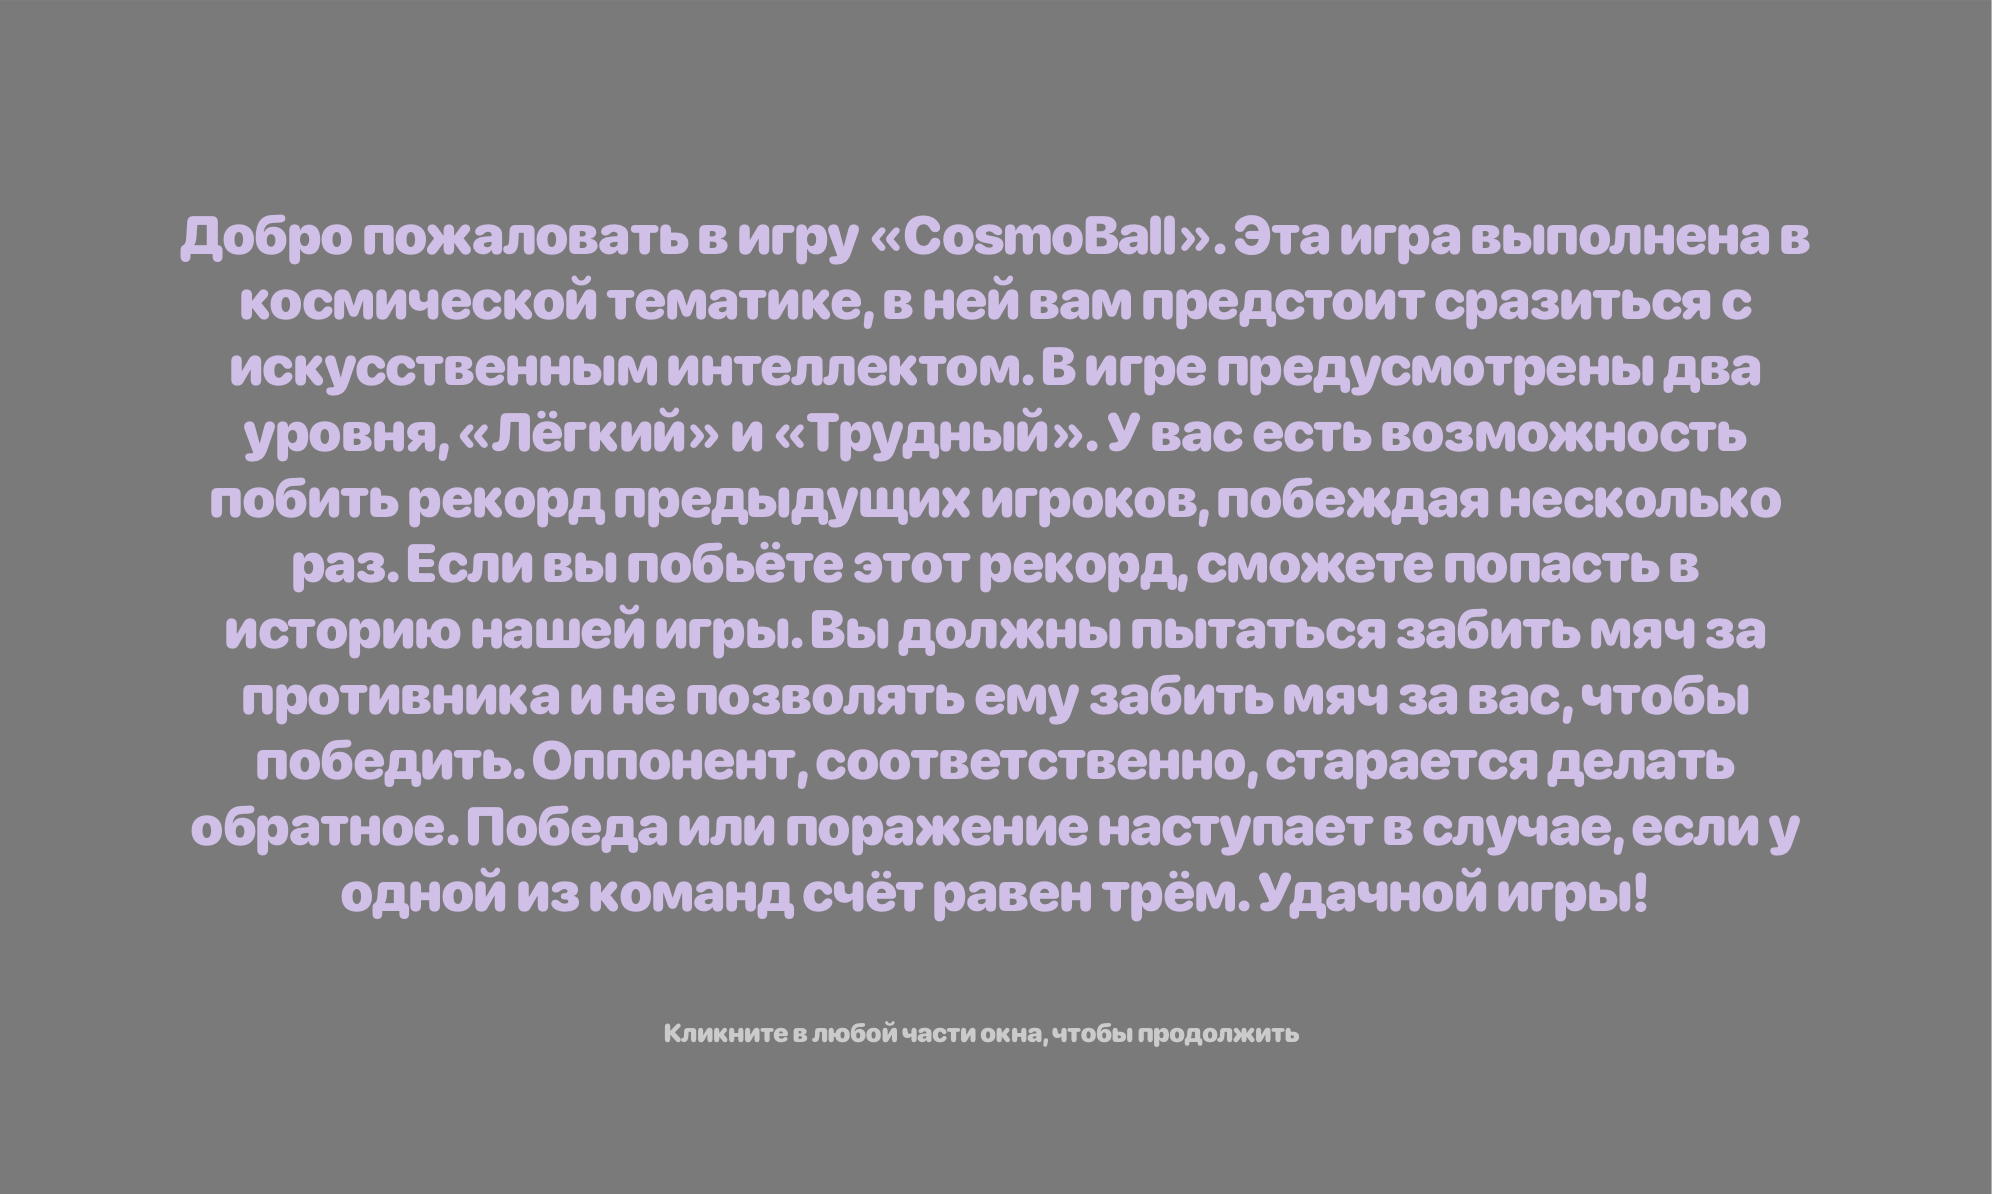 Добро пожаловать в игру «CosmoBall». Эта игра выполнена в
космической тематике, в ней вам предстоит сразиться с
искусственным интеллектом. В игре предусмотрены два
уровня, «Лёгкий» и «Трудный». У вас есть возможность
побить рекорд предыдущих игроков, побеждая несколько
раз. Если вы побьёте этот рекорд, сможете попасть в
историю нашей игры. Вы должны пытаться забить мяч за
противника и не позволять ему забить мяч за вас, чтобы
победить. Оппонент, соответственно, старается делать
обратное. Победа или поражение наступает в случае, если у
одной из команд счёт равен трём. Удачной игры!
Кликните в любой части окна, чтобы продолжить